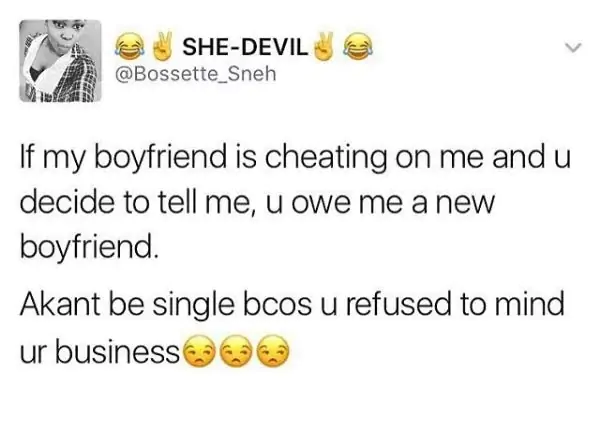 😂✌ SHE-DEVIL✌😂
@Bossette_Sneh
If my boyfriend is cheating on me and u
decide to tell me, u owe me a new
boyfriend.
Akant be single bcos u refused to mind
ur business😒😒😒